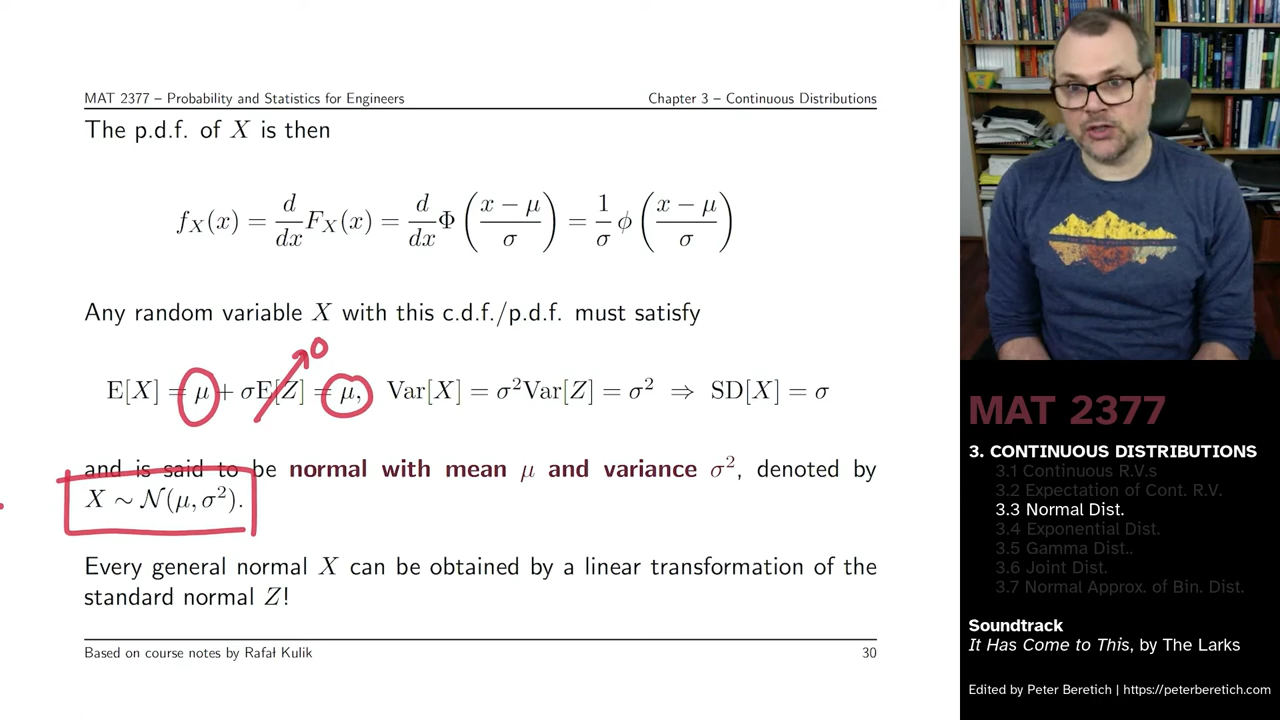 MAT 2377 – Probability and Statistics for Engineers
Chapter 3 – Continuous Distributions
The p.d.f. of X is then
f_X(x) = d/dx F_X(x) = d/dx Φ((x − μ)/σ) = 1/σ ϕ((x − μ)/σ)
Any random variable X with this c.d.f./p.d.f. must satisfy
0
E[X] = μ + σE[Z] = μ, Var[X] = σ²Var[Z] = σ² ⇒ SD[X] = σ
and is said to be normal with mean μ and variance σ², denoted by
X ∼ N(μ, σ²).
Every general normal X can be obtained by a linear transformation of the
standard normal Z!
Based on course notes by Rafał Kulik
30
MAT 2377
3. CONTINUOUS DISTRIBUTIONS
3.1 Continuous R.V.s
3.2 Expectation of Cont. R.V.
3.3 Normal Dist.
3.4 Exponential Dist.
3.5 Gamma Dist..
3.6 Joint Dist.
3.7 Normal Approx. of Bin. Dist.
Soundtrack
It Has Come to This, by The Larks
Edited by Peter Beretich | https://peterberetich.com